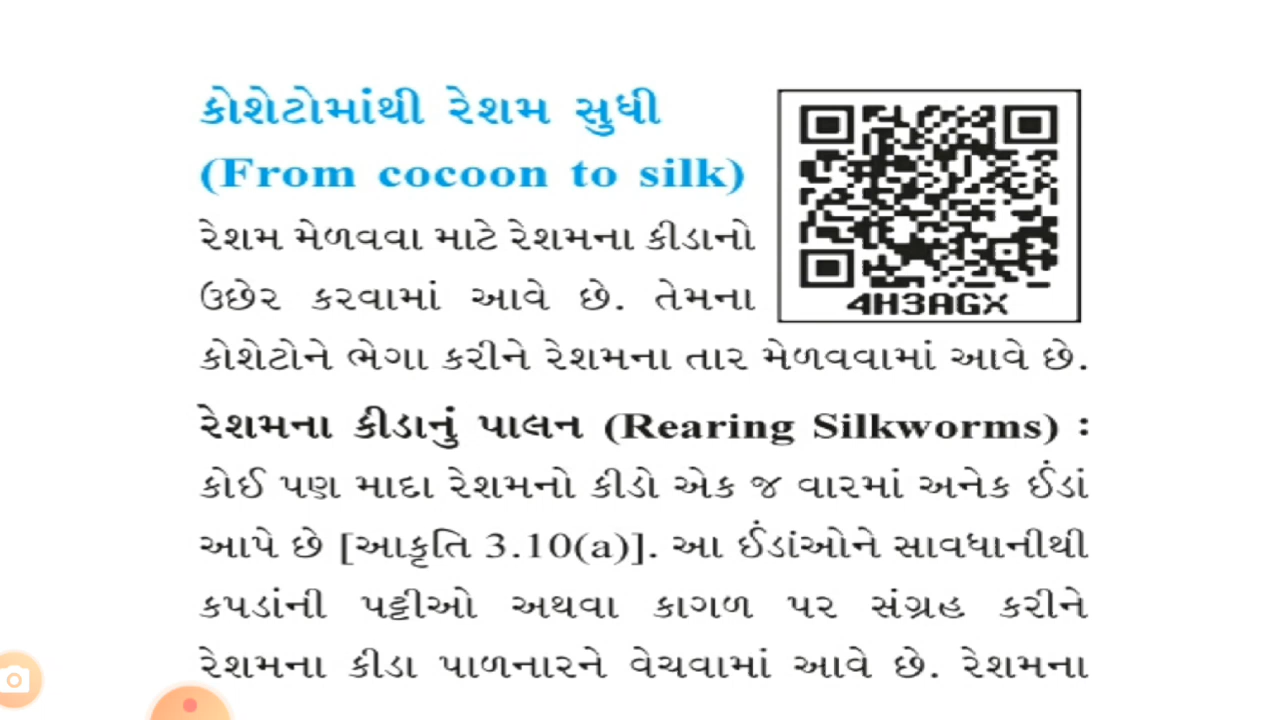 કોશેટોમાંથી રેશમ સુધી
(From cocoon to silk)
રેશમ મેળવવા માટે રેશમના કીડાનો
ઉછેર કરવામાં આવે છે. તેમના
4H3AGX
કોશેટોને ભેગા કરીને રેશમના તાર મેળવવામાં આવે છે.
રેશમના કીડાનું પાલન (Rearing Silkworms) :
કોઈ પણ માદા રેશમનો કીડો એક જ વારમાં અનેક ઈંડાં
આપે છે [આકૃતિ 3.10(a)]. આ ઈંડાંઓને સાવધાનીથી
કપડાંની પટ્ટીઓ અથવા કાગળ પર સંગ્રહ કરીને
રેશમના કીડા પાળનારને વેચવામાં આવે છે. રેશમના